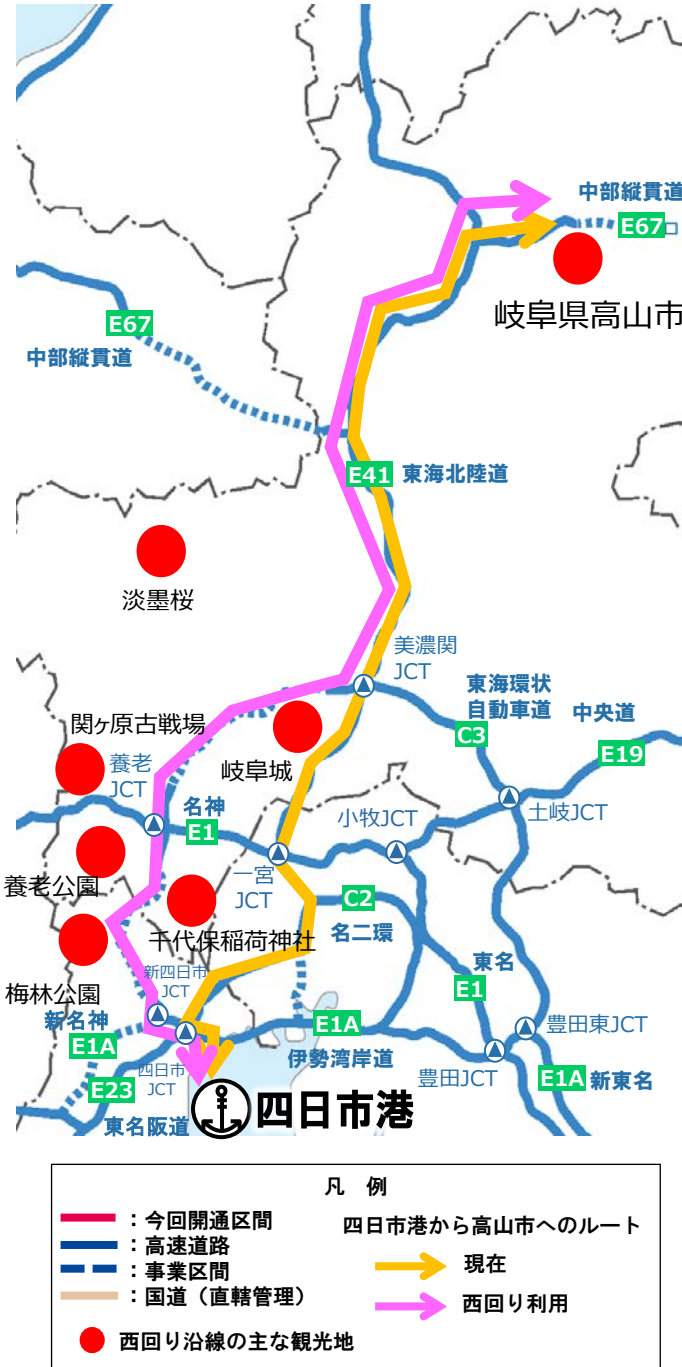 中部縦貫道
E67
岐阜県高山市
E67
中部縦貫道
E41
東海北陸道
淡墨桜
美濃関
JCT
東海環状
自動車道
中央道
関ヶ原古戦場
C3
E19
養老
JCT
岐阜城
名神
小牧JCT
土岐JCT
E1
養老公園
一宮
JCT
C2
千代保稲荷神社
名二環
東名
新四日市
JCT
梅林公園
E1
新名神
E1A
E1A
豊田東JCT
伊勢湾岸道
四日市
JCT
豊田JCT
E1A
新東名
E23
東名阪道
四日市港
凡 例
:今回開通区間
:高速道路
:事業区間
:国道(直轄管理)
四日市港から高山市へのルート
現在
西回り利用
西回り沿線の主な観光地